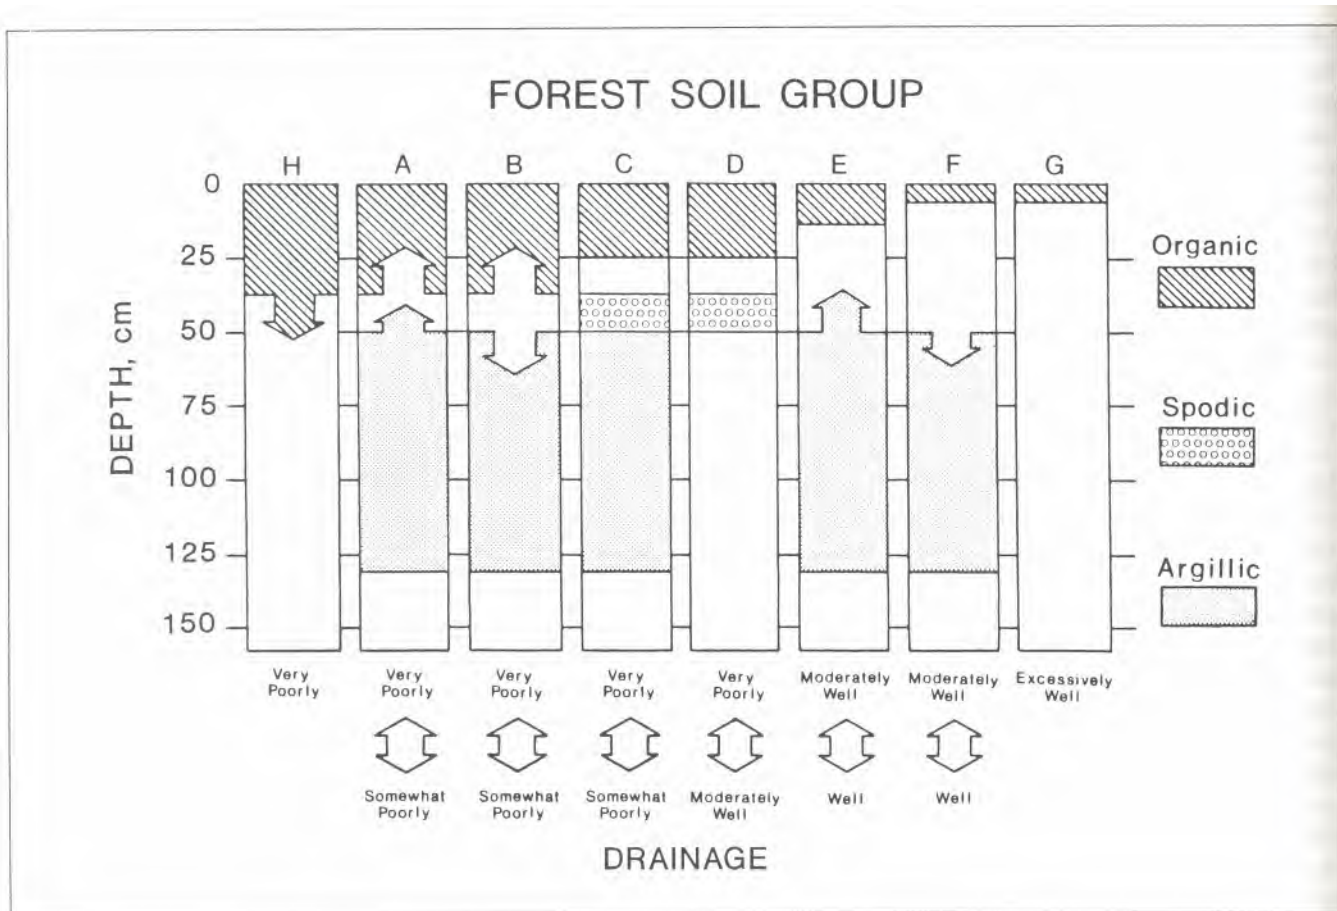 FOREST SOIL GROUP
H A B C D E F G
0
25
50
75
100
125
150
DEPTH, cm
Organic
Spodic
Argillic
Very Very Very Very Very Moderately Moderately Excessively
Poorly Poorly Poorly Poorly Poorly Well Well Well
Somewhat Somewhat Somewhat Moderately Well Well
Poorly Poorly Poorly Well
DRAINAGE